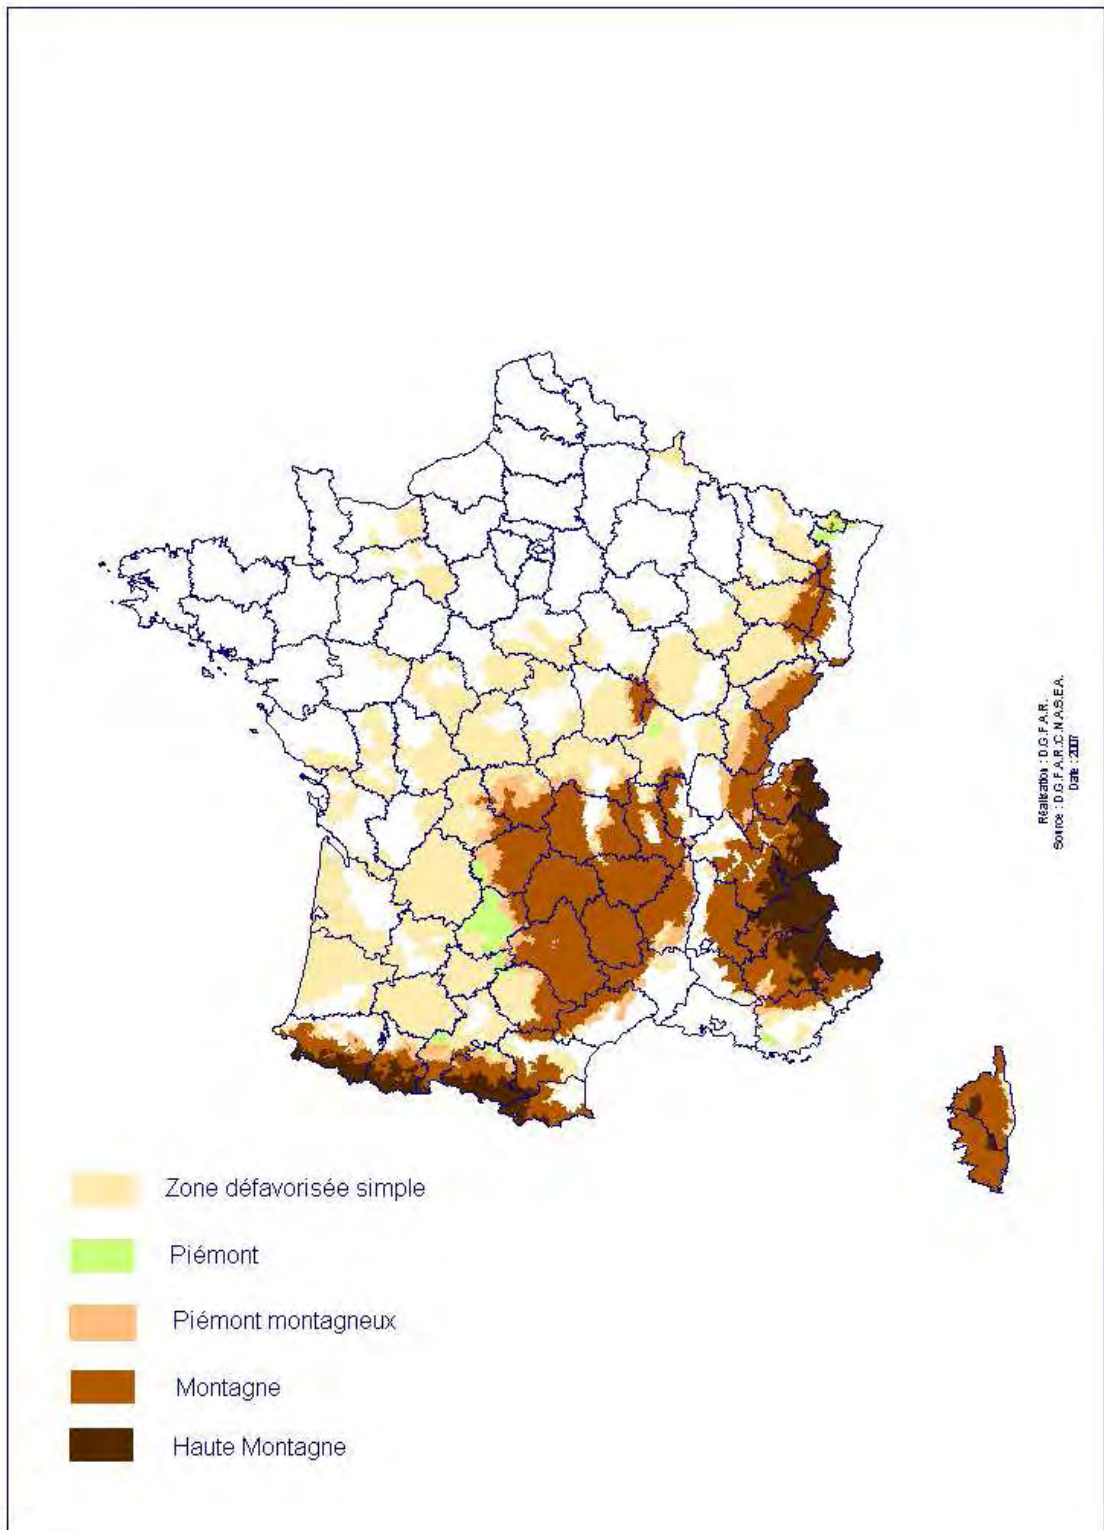 Réalisation : D.G.F.A.R.
Source : D.G.F.A.R./C.N.A.S.E.A.
Date : 2007
Zone défavorisée simple
Piémont
Piémont montagneux
Montagne
Haute Montagne